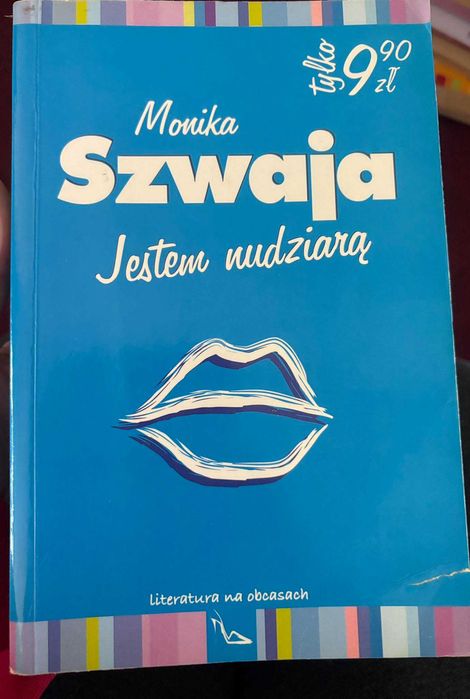 tylko 9 90 zł
Monika
Szwaja
Jestem nudziarą
literatura na obcasach